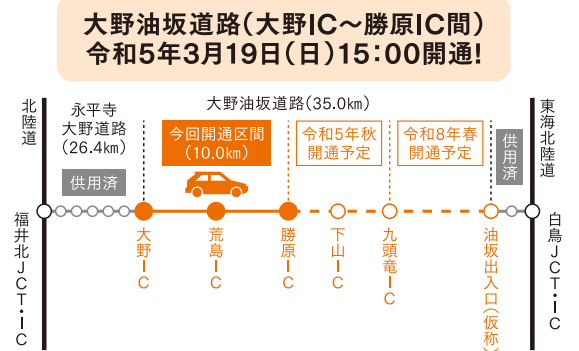 大野油坂道路(大野IC～勝原IC間)
令和5年3月19日(日)15:00開通!
北陸道
永平寺
大野道路
(26.4km)
供用済
大野油坂道路(35.0km)
今回開通区間
(10.0km)
令和5年秋
開通予定
令和8年春
開通予定
供用済
東海北陸道
福井北JCT・IC
大野IC
荒島IC
勝原IC
下山IC
九頭竜IC
油坂出入口(仮称)
白鳥JCT・IC